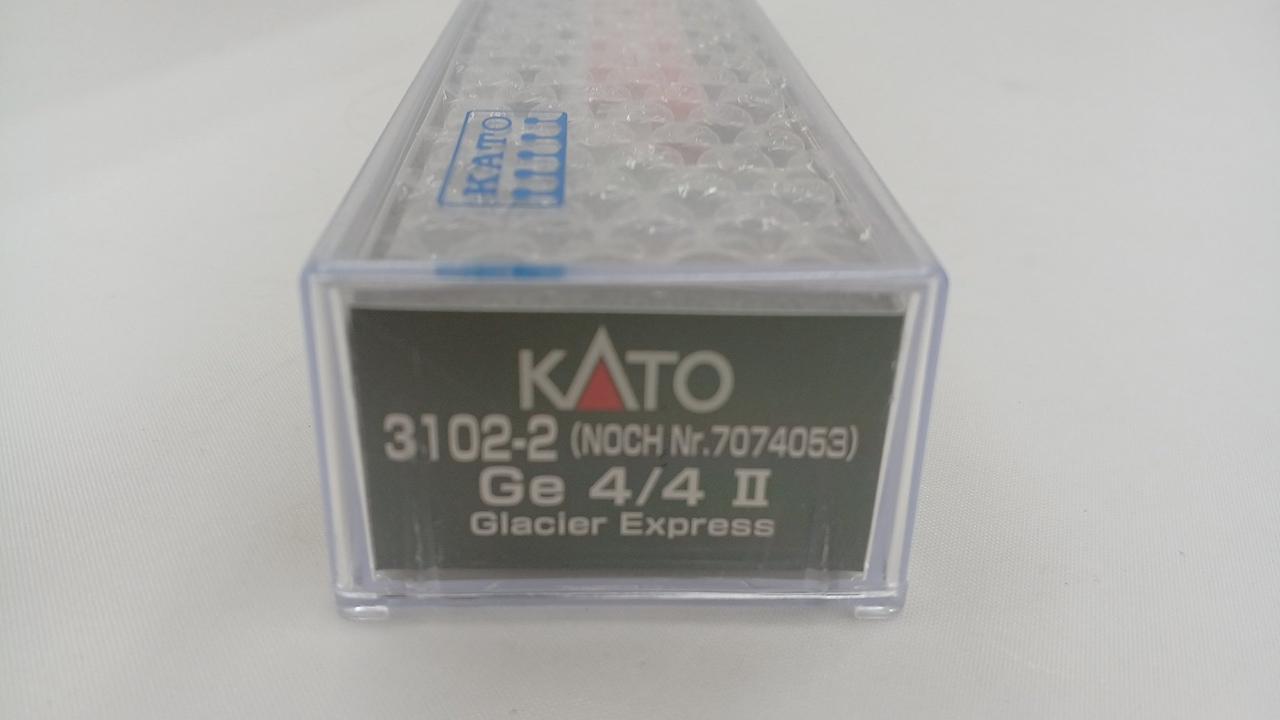 KATO
KATO
3102-2 (NOCH Nr.7074053)
Ge 4/4 II
Glacier Express